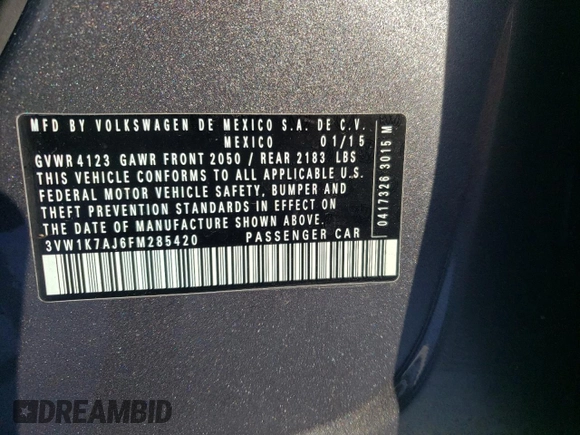 MFD BY VOLKSWAGEN DE MEXICO S.A. DE C.V.
MEXICO 01/15
GVWR 4123 GAWR FRONT 2050 / REAR 2183 LBS
THIS VEHICLE CONFORMS TO ALL APPLICABLE U.S.
FEDERAL MOTOR VEHICLE SAFETY, BUMPER AND
THEFT PREVENTION STANDARDS IN EFFECT ON
THE DATE OF MANUFACTURE SHOWN ABOVE.
3VW1K7AJ6FM285420 PASSENGER CAR
0417326 3015 M
DREAMBID